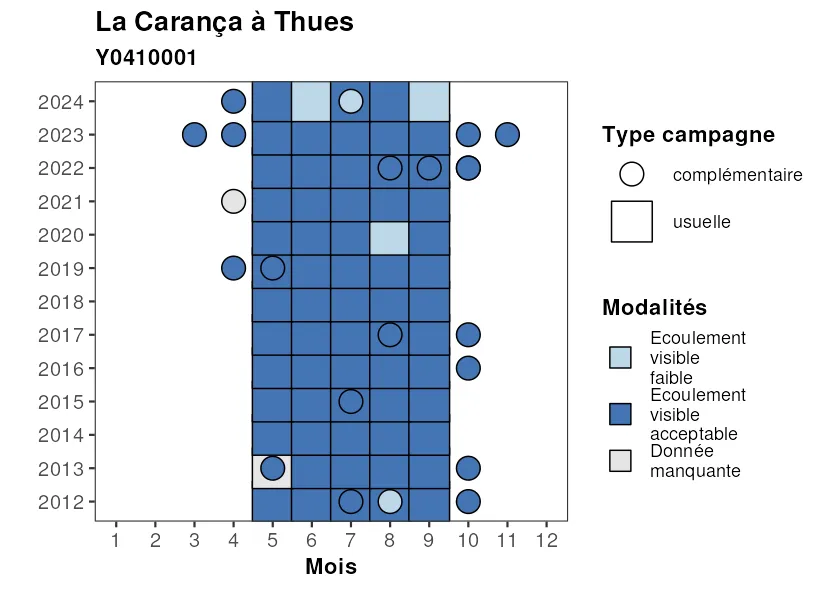 La Carança à Thues
Y0410001
2024
2023
2022
2021
2020
2019
2018
2017
2016
2015
2014
2013
2012
1 2 3 4 5 6 7 8 9 10 11 12
Mois
Type campagne
complémentaire
usuelle
Modalités
Ecoulement
visible
faible
Ecoulement
visible
acceptable
Donnée
manquante